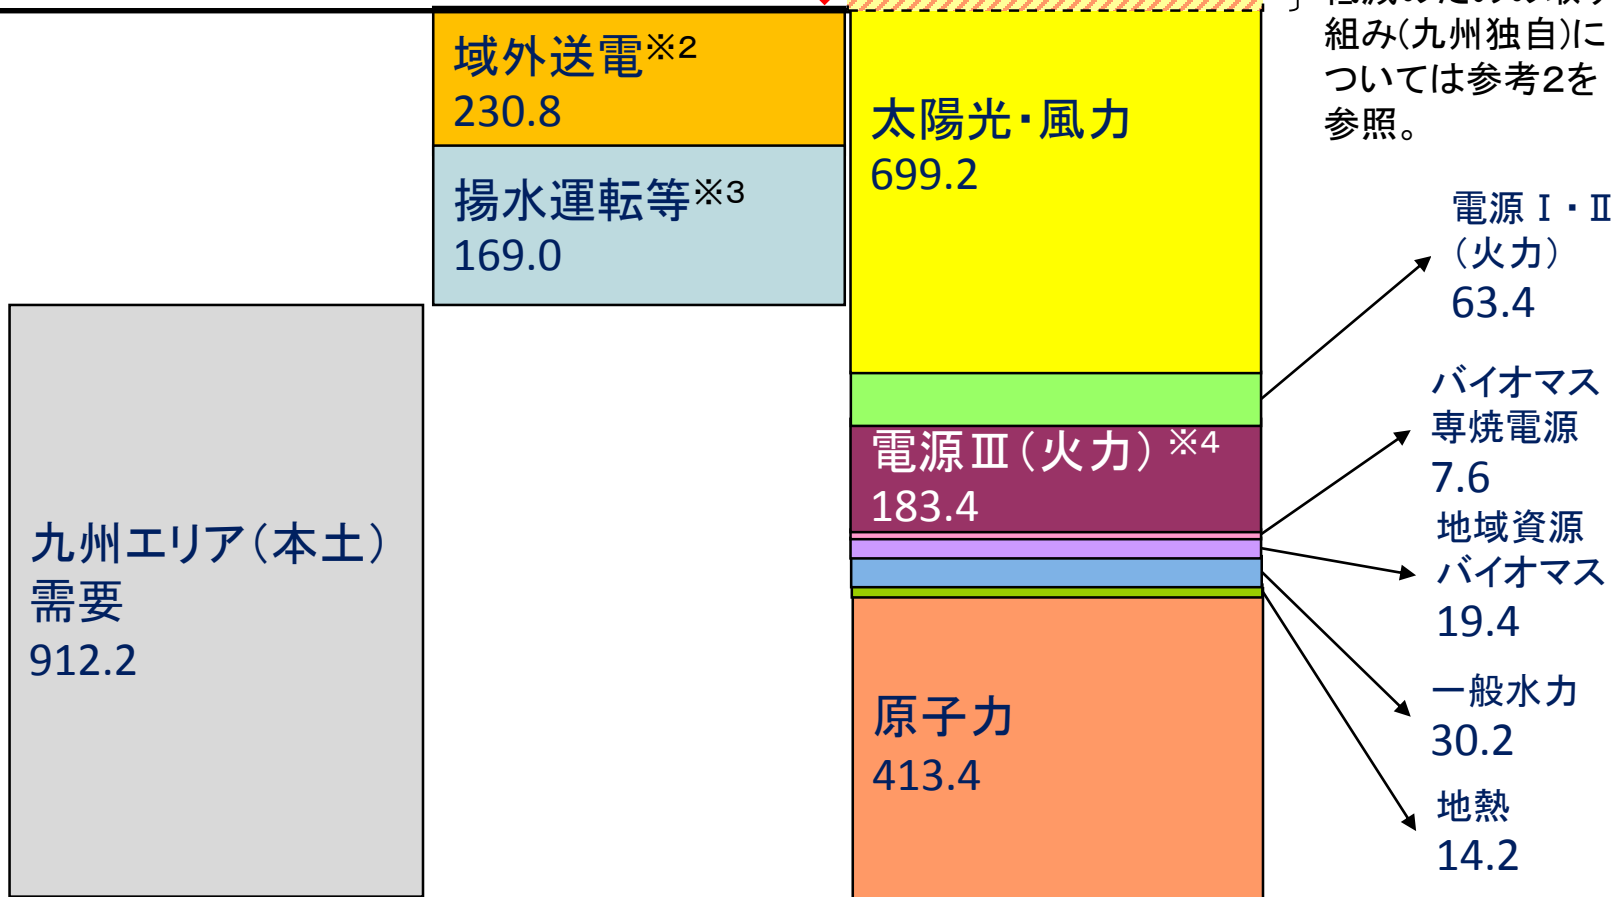 域外送電※2
230.8
揚水運転等※3
169.0
九州エリア(本土)
需要
912.2
太陽光・風力
699.2
電源Ⅲ(火力)※4
183.4
原子力
413.4
組み(九州独自)に
ついては参考2を
参照。
電源Ⅰ・Ⅱ
(火力)
63.4
バイオマス
専焼電源
7.6
地域資源
バイオマス
19.4
一般水力
30.2
地熱
14.2